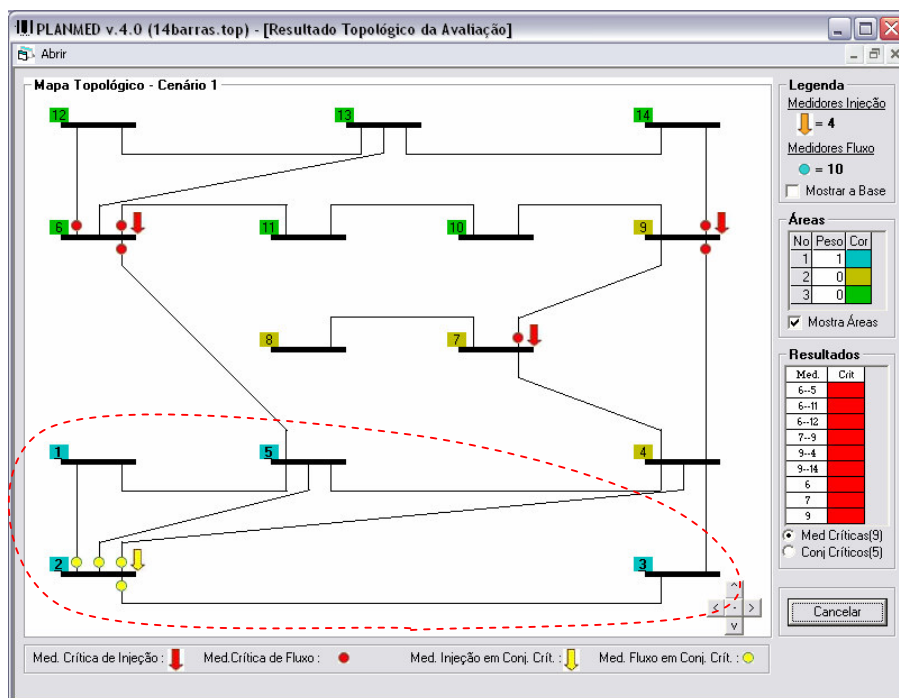 PLANMED v.4.0 (14barras.top) - [Resultado Topológico da Avaliação]
Abrir
Mapa Topológico - Cenário 1
12
13
14
6
11
10
9
8
7
1
5
4
2
3
Legenda
Medidores Injeção
= 4
Medidores Fluxo
= 10
Mostrar a Base
Áreas
No Peso Cor
1 1
2 0
3 0
Mostra Áreas
Resultados
Med. Crit
6--5
6--11
6--12
7--9
9--4
9--14
6
7
9
Med Críticas(9)
Conj Críticos(5)
Cancelar
Med. Crítica de Injeção : Med.Crítica de Fluxo : Med. Injeção em Conj. Crít. : Med. Fluxo em Conj. Crít. :